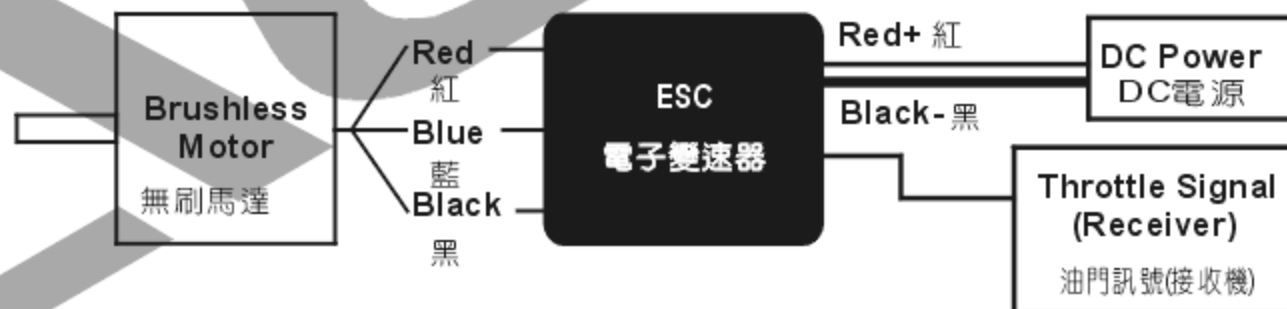 Brushless
Motor
無刷馬達
Red
紅
Blue
藍
Black
黑
ESC
電子變速器
Red+ 紅
Black-黑
DC Power
DC電源
Throttle Signal
(Receiver)
油門訊號(接收機)